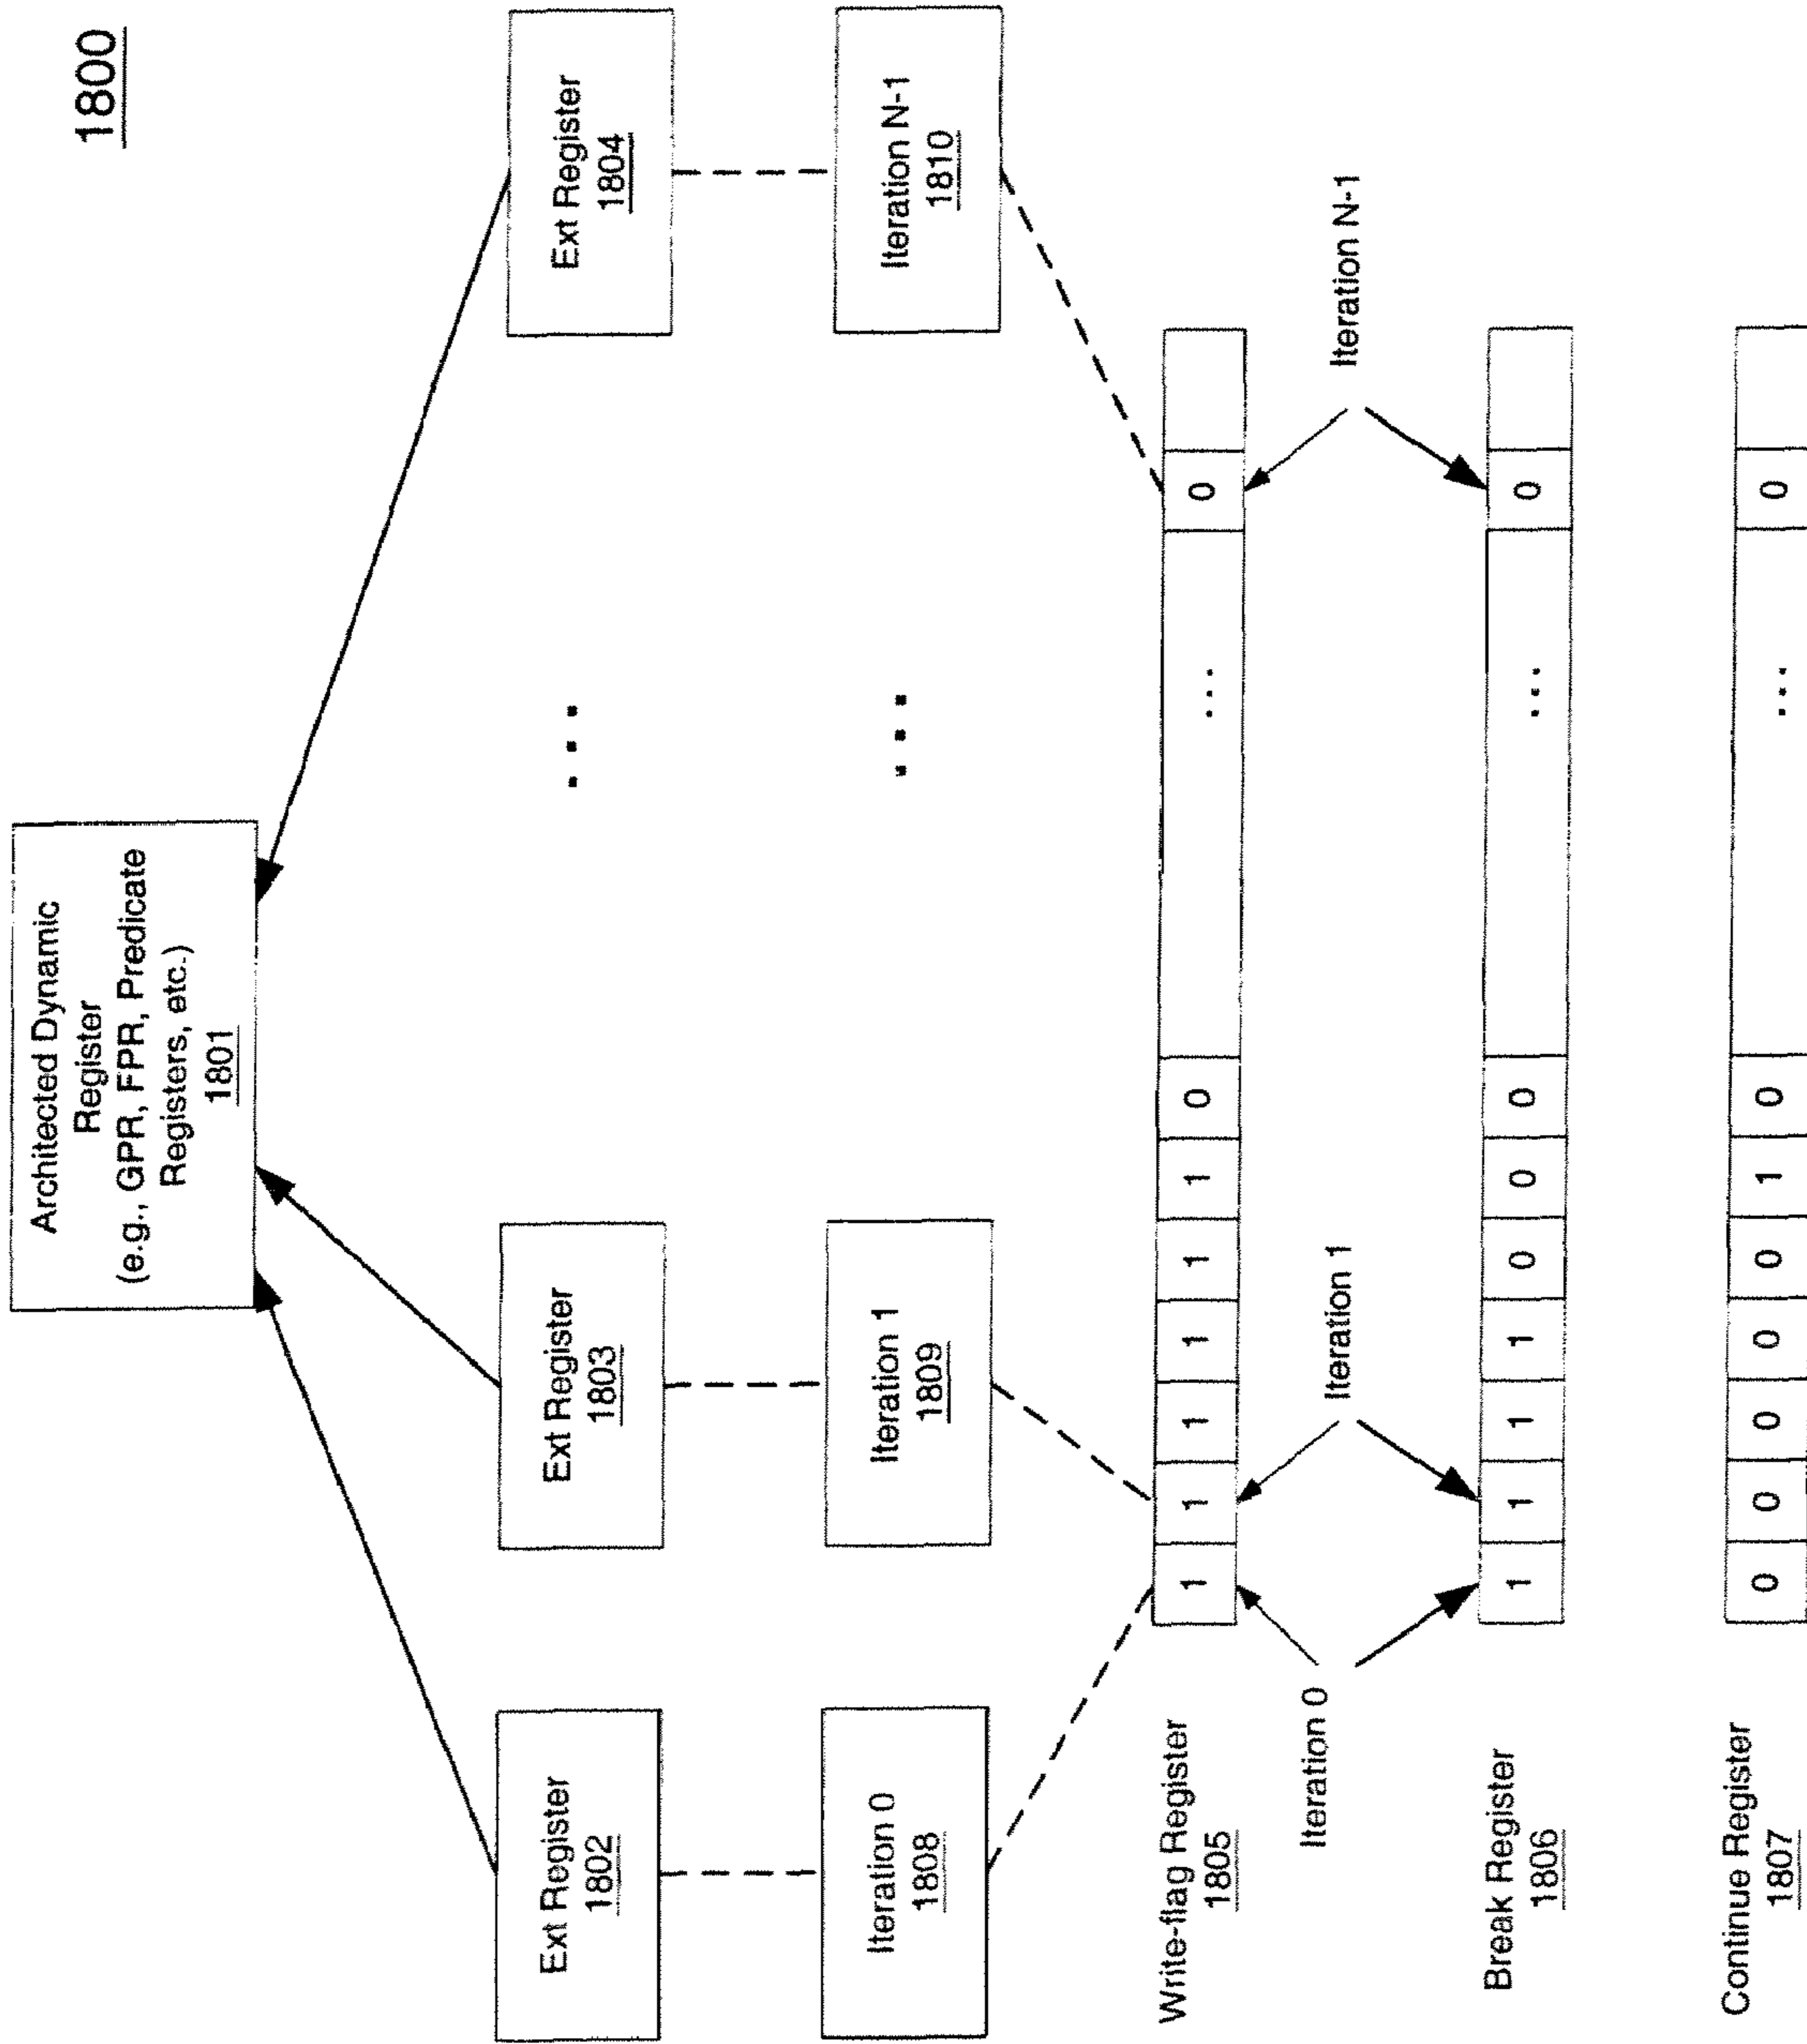 1800
Architected Dynamic
Register
(e.g., GPR, FPR, Predicate
Registers, etc.)
1801
Ext Register
1802
Ext Register
1803
...
Ext Register
1804
Iteration 0
1808
Iteration 1
1809
...
Iteration N-1
1810
Write-flag Register
1805
1 1 1 1 1 1 0 ... 0
Iteration 0
Iteration 1
Iteration N-1
Break Register
1806
1 1 1 1 0 0 0 ... 0
Continue Register
1807
0 0 0 0 0 1 0 ... 0